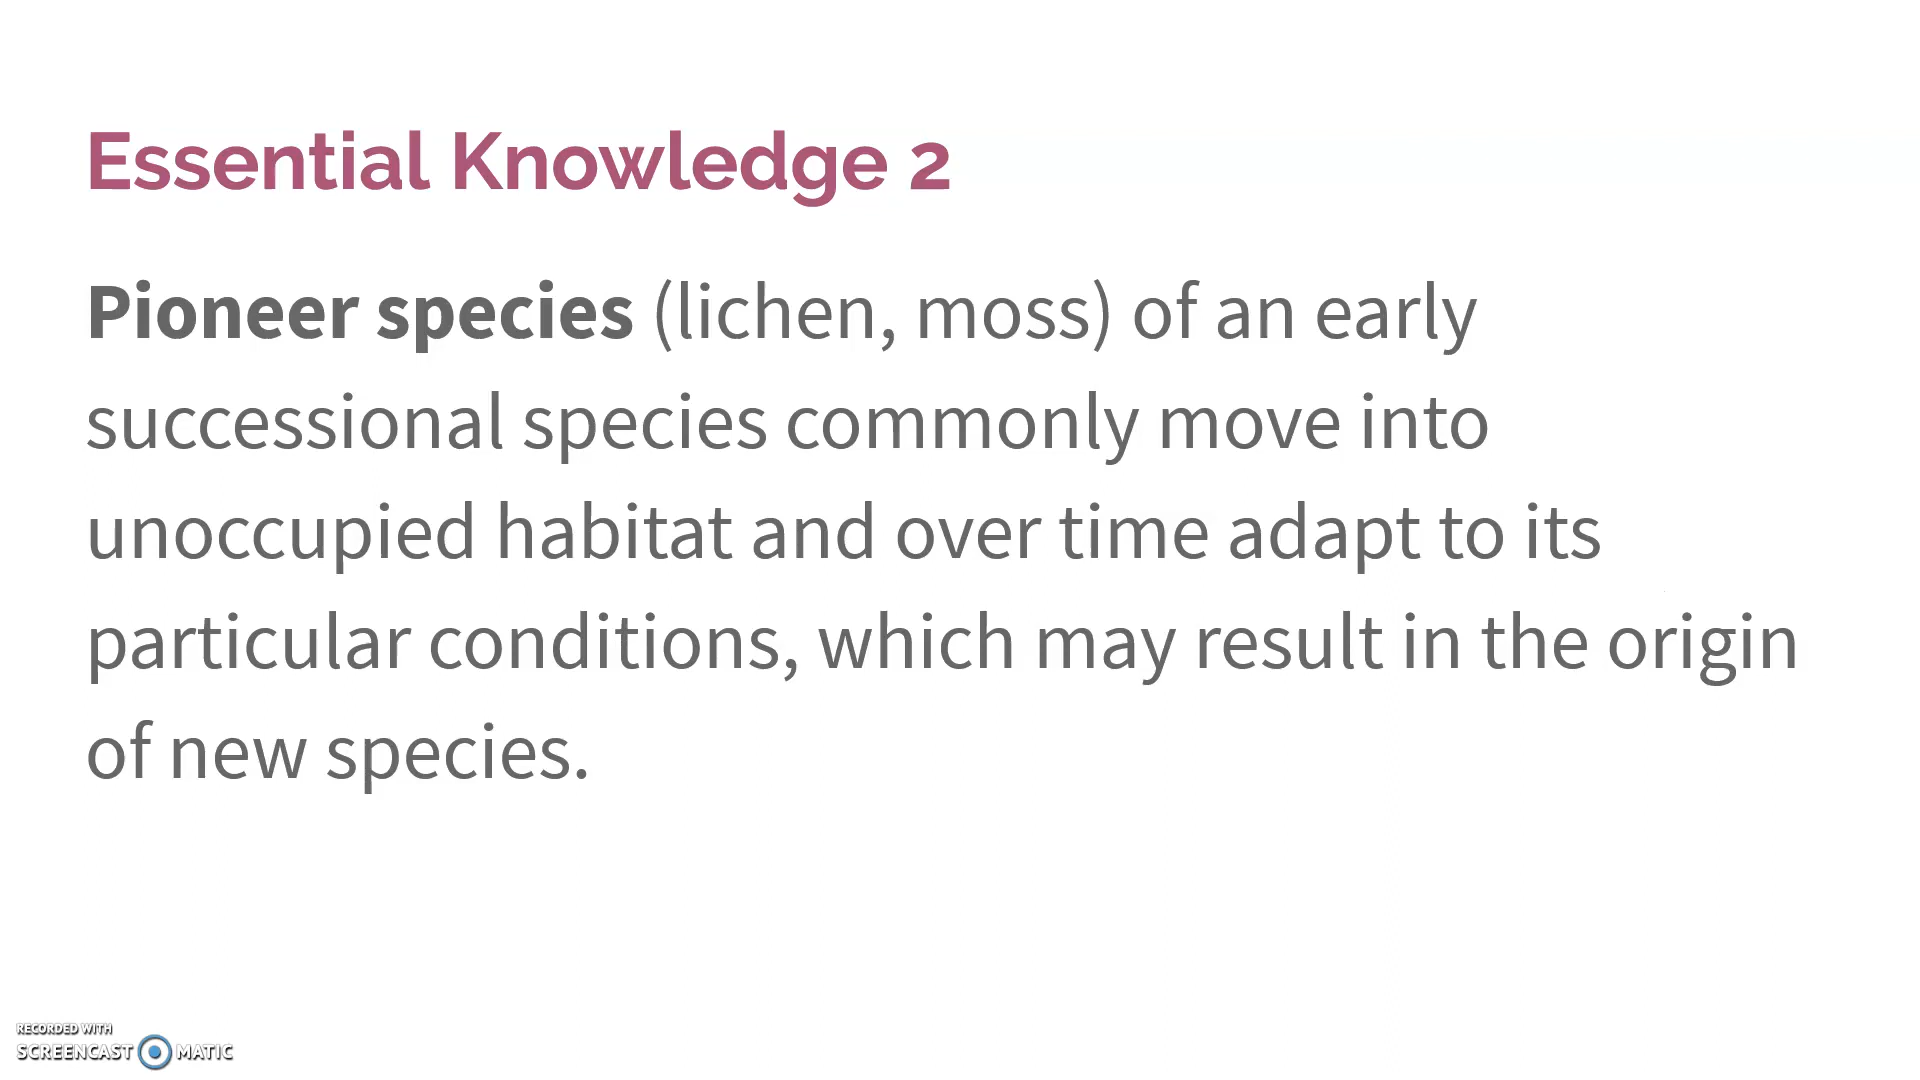 Essential Knowledge 2
Pioneer species (lichen, moss) of an early
successional species commonly move into
unoccupied habitat and over time adapt to its
particular conditions, which may result in the origin
of new species.
RECORDED WITH
SCREENCAST MATIC